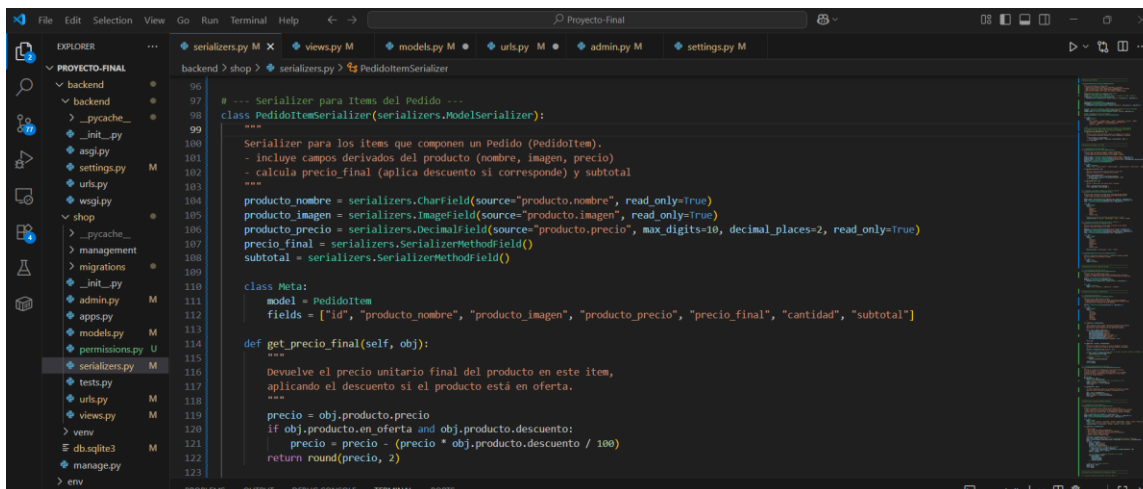 File Edit Selection View Go Run Terminal Help
Proyecto-Final
EXPLORER
serializers.py M
views.py M
models.py M
urls.py M
admin.py M
settings.py M
PROYECTO-FINAL
backend > shop > serializers.py > PedidoItemSerializer
backend
backend
__pycache__
__init__.py
asgi.py
settings.py M
urls.py
wsgi.py
shop
__pycache__
management
migrations
__init__.py
admin.py M
apps.py
models.py M
permissions.py U
serializers.py M
tests.py
urls.py M
views.py M
venv
db.sqlite3 M
manage.py
env
2
77
4
96
97 # --- Serializer para Items del Pedido ---
98 class PedidoItemSerializer(serializers.ModelSerializer):
99 """
100 Serializer para los items que componen un Pedido (PedidoItem).
101 - incluye campos derivados del producto (nombre, imagen, precio)
102 - calcula precio_final (aplica descuento si corresponde) y subtotal
103 """
104 producto_nombre = serializers.CharField(source="producto.nombre", read_only=True)
105 producto_imagen = serializers.ImageField(source="producto.imagen", read_only=True)
106 producto_precio = serializers.DecimalField(source="producto.precio", max_digits=10, decimal_places=2, read_only=True)
107 precio_final = serializers.SerializerMethodField()
108 subtotal = serializers.SerializerMethodField()
109
110 class Meta:
111 model = PedidoItem
112 fields = ["id", "producto_nombre", "producto_imagen", "producto_precio", "precio_final", "cantidad", "subtotal"]
113
114 def get_precio_final(self, obj):
115 """
116 Devuelve el precio unitario final del producto en este item,
117 aplicando el descuento si el producto está en oferta.
118 """
119 precio = obj.producto.precio
120 if obj.producto.en_oferta and obj.producto.descuento:
121 precio = precio - (precio * obj.producto.descuento / 100)
122 return round(precio, 2)
123